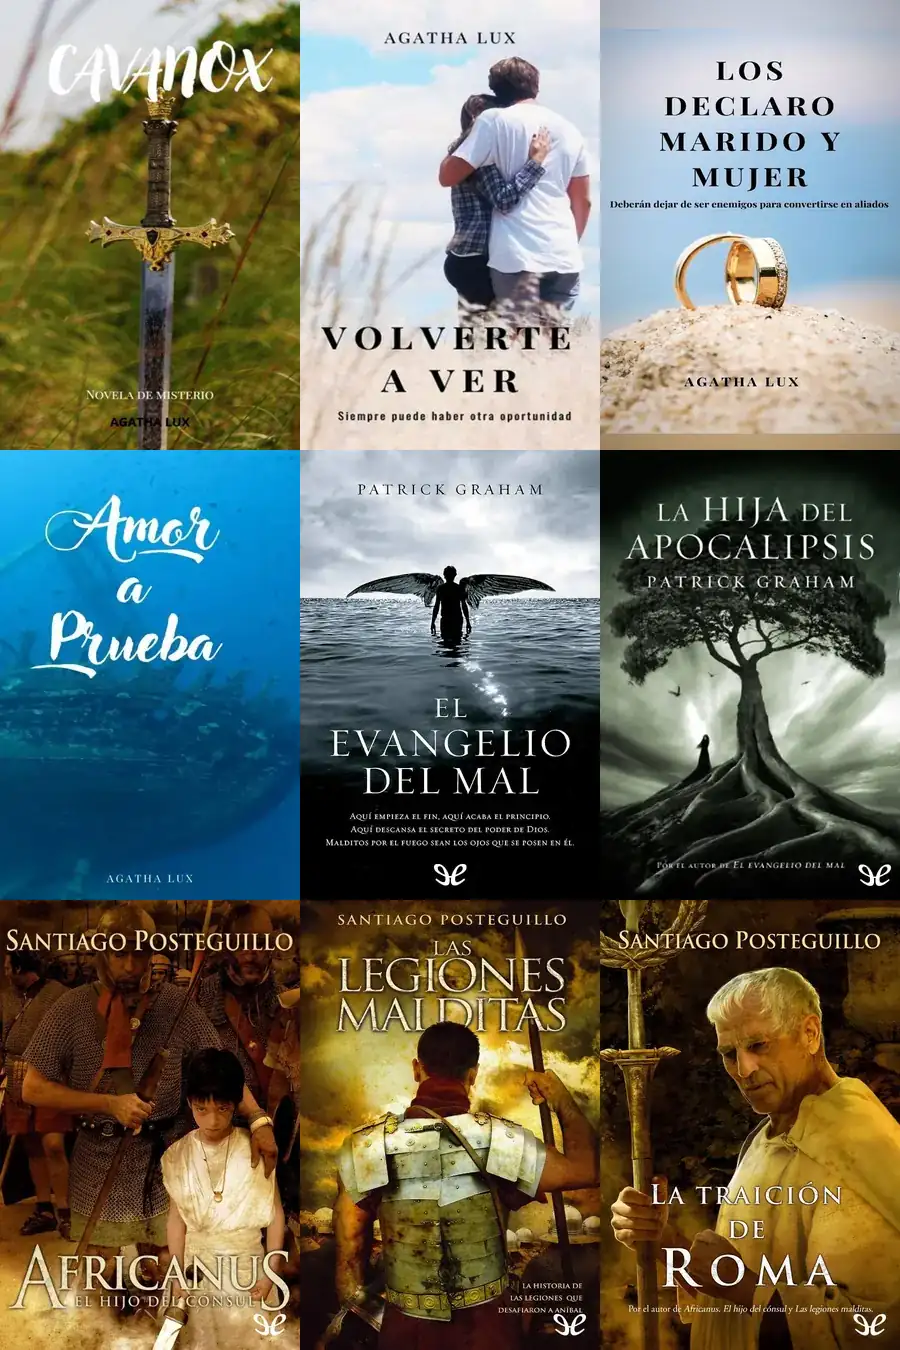 CAVANOX
NOVELA DE MISTERIO
AGATHA LUX
AGATHA LUX
VOLVERTE
A VER
Siempre puede haber otra oportunidad
LOS
DECLARO
MARIDO Y
MUJER
Deberán dejar de ser enemigos para convertirse en aliados
AGATHA LUX
Amor
a
Prueba
AGATHA LUX
PATRICK GRAHAM
EL
EVANGELIO
DEL MAL
AQUÍ EMPIEZA EL FIN, AQUÍ ACABA EL PRINCIPIO.
AQUÍ DESCANSA EL SECRETO DEL PODER DE DIOS.
MALDITOS POR EL FUEGO SEAN LOS OJOS QUE SE POSEN EN ÉL.
LA HIJA DEL
APOCALIPSIS
PATRICK GRAHAM
POR EL AUTOR DE EL EVANGELIO DEL MAL
SANTIAGO POSTEGUILLO
AFRICANUS
EL HIJO DEL CÓNSUL
SANTIAGO POSTEGUILLO
LAS
LEGIONES
MALDITAS
LA HISTORIA DE
LAS LEGIONES QUE
DESAFIARON A ANÍBAL
SANTIAGO POSTEGUILLO
LA TRAICIÓN
DE
ROMA
Por el autor de Africanus. El hijo del cónsul y Las legiones malditas.